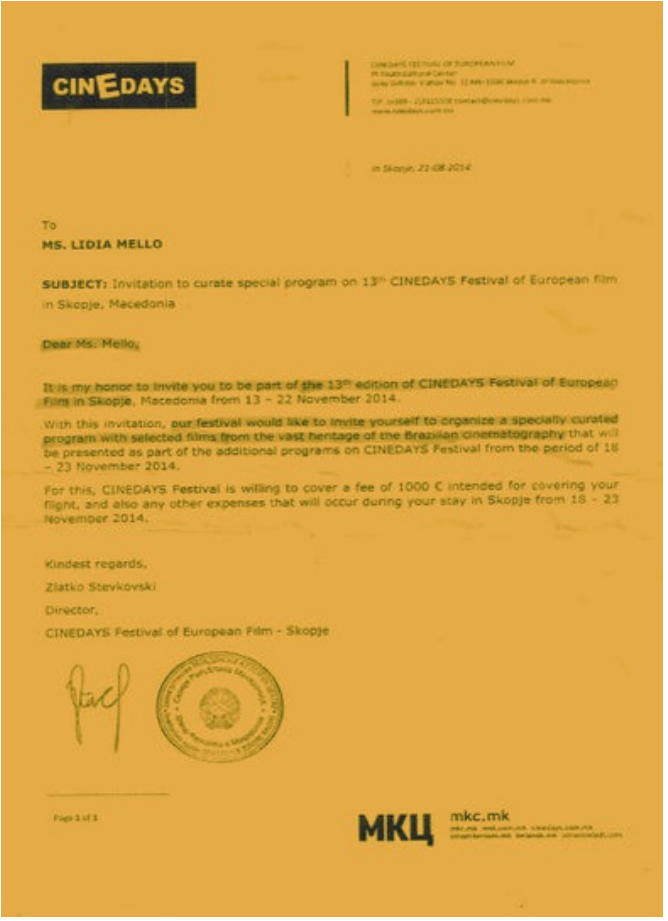 CINEDAYS
CINEDAYS FESTIVAL OF EUROPEAN FILM
in Skopje, 21-08-2014
To
MS. LIDIA MELLO
SUBJECT: Invitation to curate special program on 13th CINEDAYS Festival of European film
in Skopje, Macedonia
Dear Ms. Mello,
It is my honor to invite you to be part of the 13th edition of CINEDAYS Festival of European
Film in Skopje, Macedonia from 13 – 22 November 2014.
With this invitation, our festival would like to invite yourself to organize a specially curated
program with selected films from the vast heritage of the Brazilian cinematography that will
be presented as part of the additional programs on CINEDAYS Festival from the period of 18
– 23 November 2014.
For this, CINEDAYS Festival is willing to cover a fee of 1000 € intended for covering your
flight, and also any other expenses that will occur during your stay in Skopje from 18 – 23
November 2014.
Kindest regards,
Zlatko Stevkovski
Director,
CINEDAYS Festival of European Film - Skopje
Page 1 of 1
МКЦ
mkc.mk